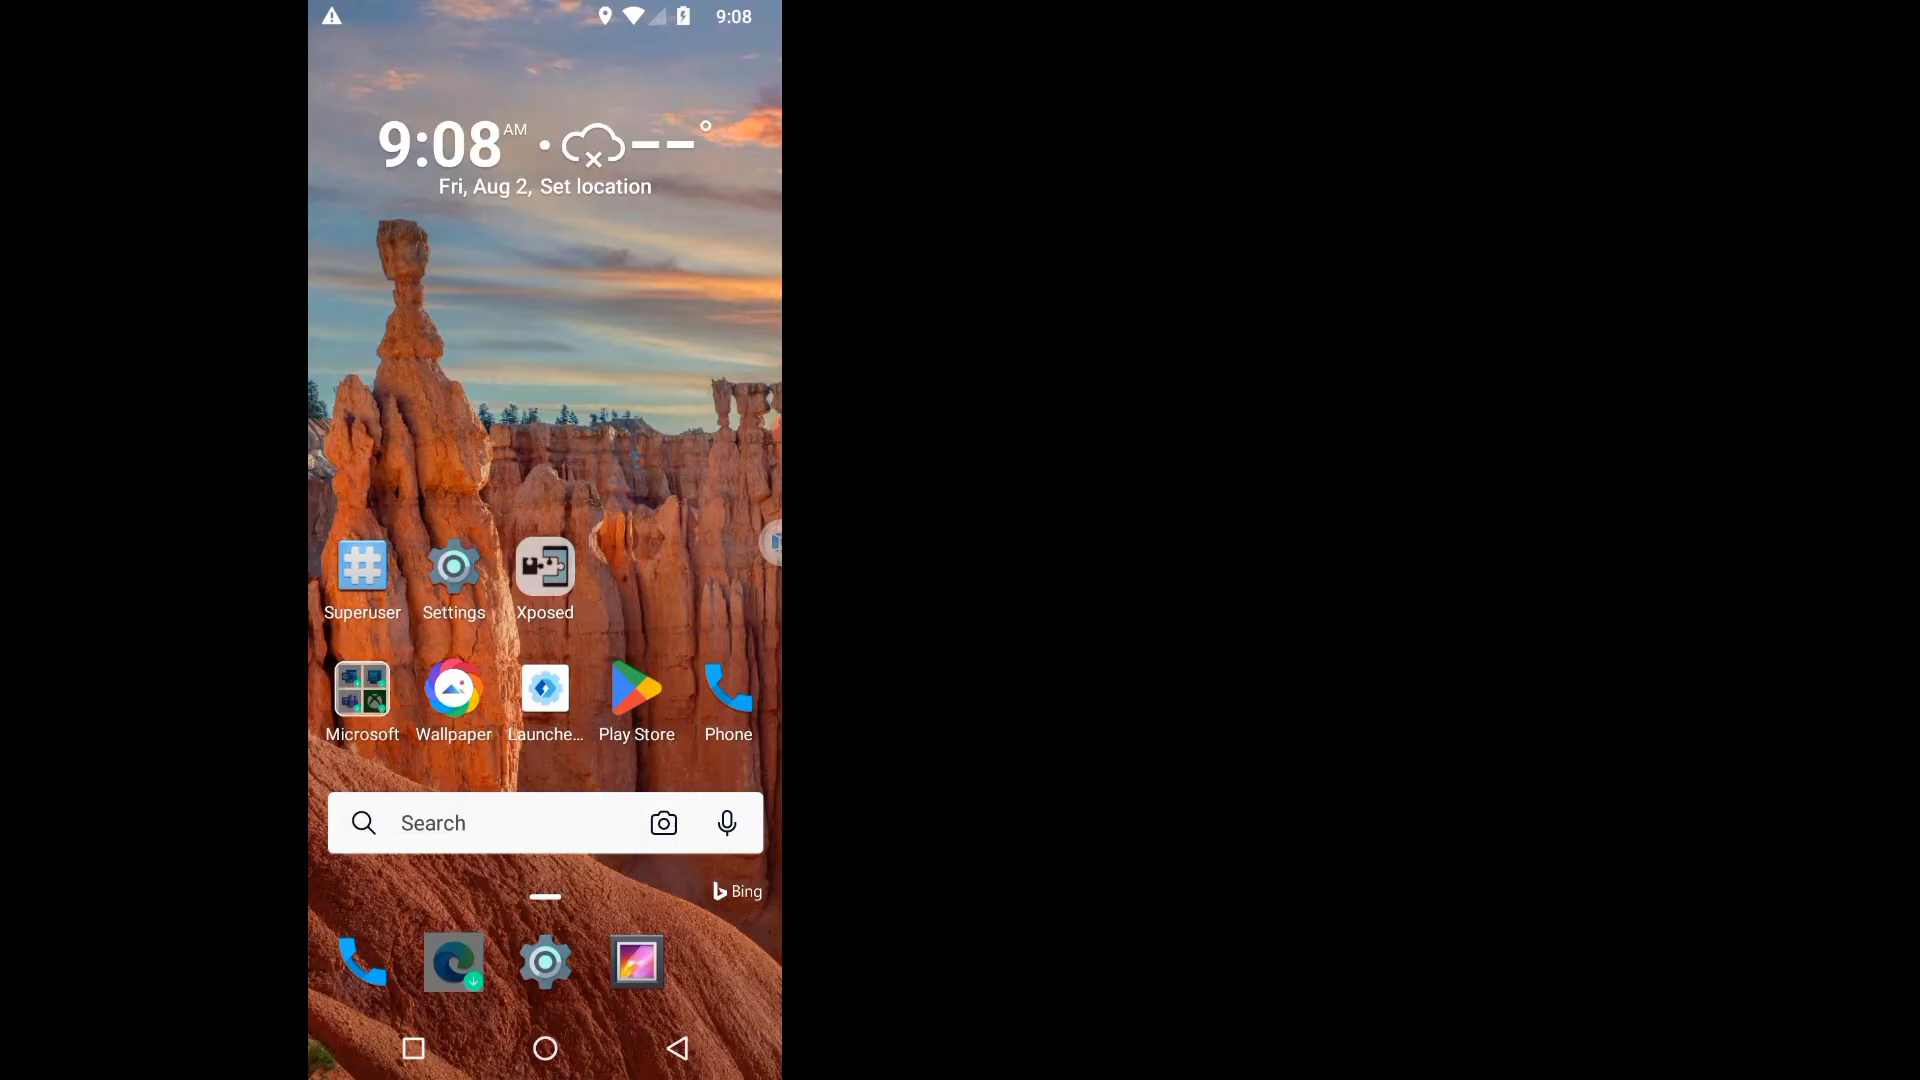 9:08
9:08 AM · --°
Fri, Aug 2, Set location
Superuser Settings Xposed
Microsoft Wallpaper Launche... Play Store Phone
Search
Bing